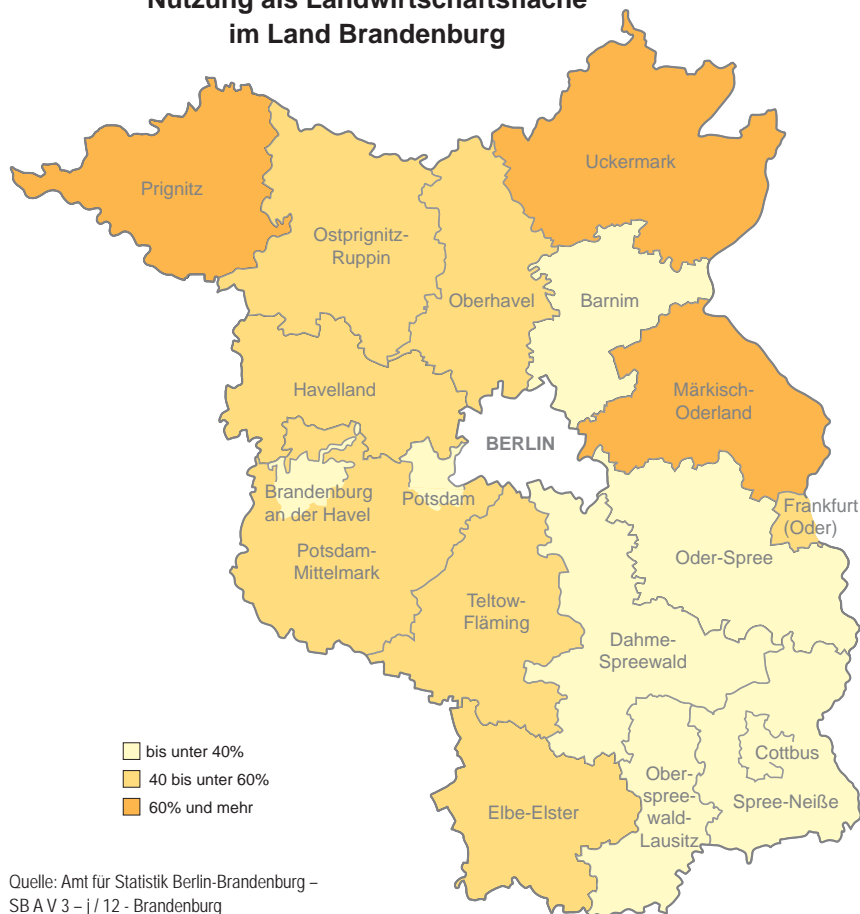 Nutzung als Landwirtschaftsfläche
im Land Brandenburg
Uckermark
Prignitz
Ostprignitz-
Ruppin
Oberhavel
Barnim
Havelland
Märkisch-
Oderland
BERLIN
Brandenburg
an der Havel
Potsdam
Frankfurt
(Oder)
Potsdam-
Mittelmark
Oder-Spree
Teltow-
Fläming
Dahme-
Spreewald
bis unter 40%
40 bis unter 60%
60% und mehr
Cottbus
Ober-
spree-
wald-
Lausitz
Spree-Neiße
Elbe-Elster
Quelle: Amt für Statistik Berlin-Brandenburg –
SB A V 3 – j / 12 - Brandenburg